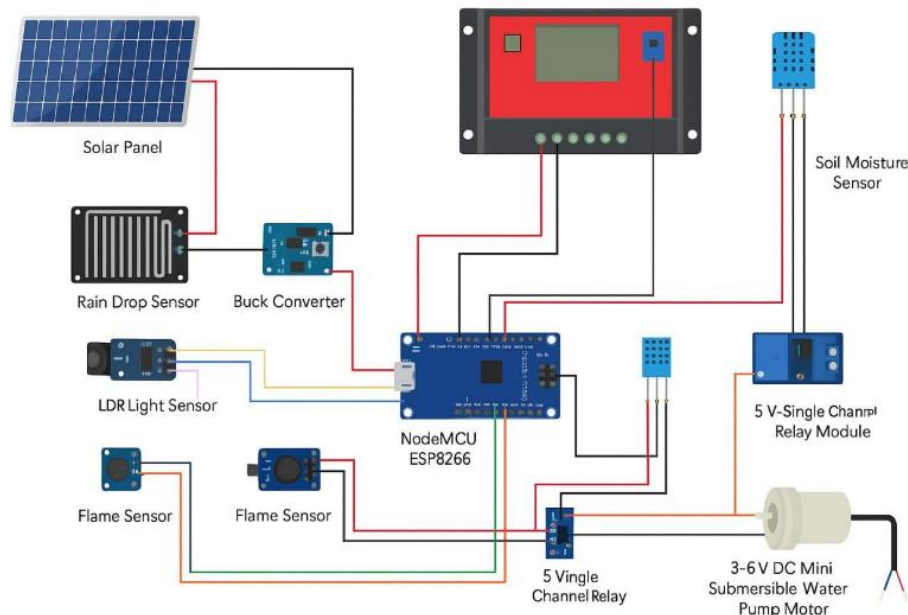 Solar Panel
Soil Moisture
Sensor
Rain Drop Sensor
Buck Converter
LDR Light Sensor
NodeMCU
ESP8266
5 V-Single Channel
Relay Module
Flame Sensor
Flame Sensor
5 Vingle
Channel Relay
3-6 V DC Mini
Submersible Water
Pump Motor